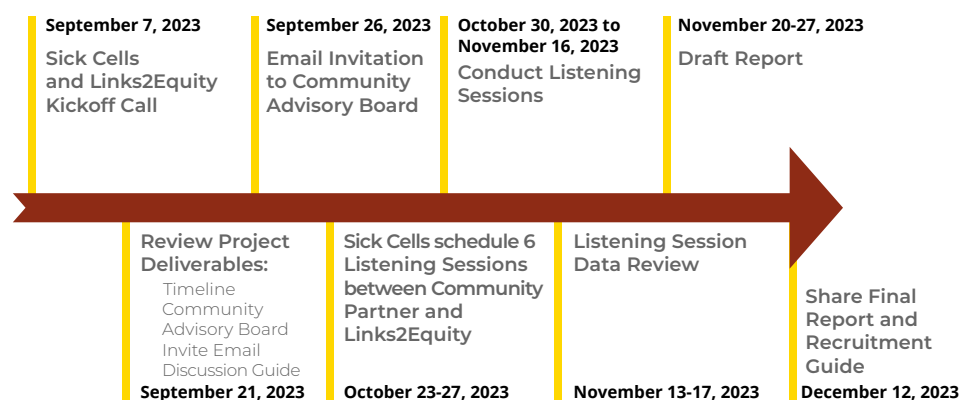 September 7, 2023
Sick Cells
and Links2Equity
Kickoff Call
September 26, 2023
Email Invitation
to Community
Advisory Board
October 30, 2023 to
November 16, 2023
Conduct Listening
Sessions
November 20-27, 2023
Draft Report
Review Project
Deliverables:
Timeline
Community
Advisory Board
Invite Email
Discussion Guide
September 21, 2023
Sick Cells schedule 6
Listening Sessions
between Community
Partner and
Links2Equity
October 23-27, 2023
Listening Session
Data Review
November 13-17, 2023
Share Final
Report and
Recruitment
Guide
December 12, 2023